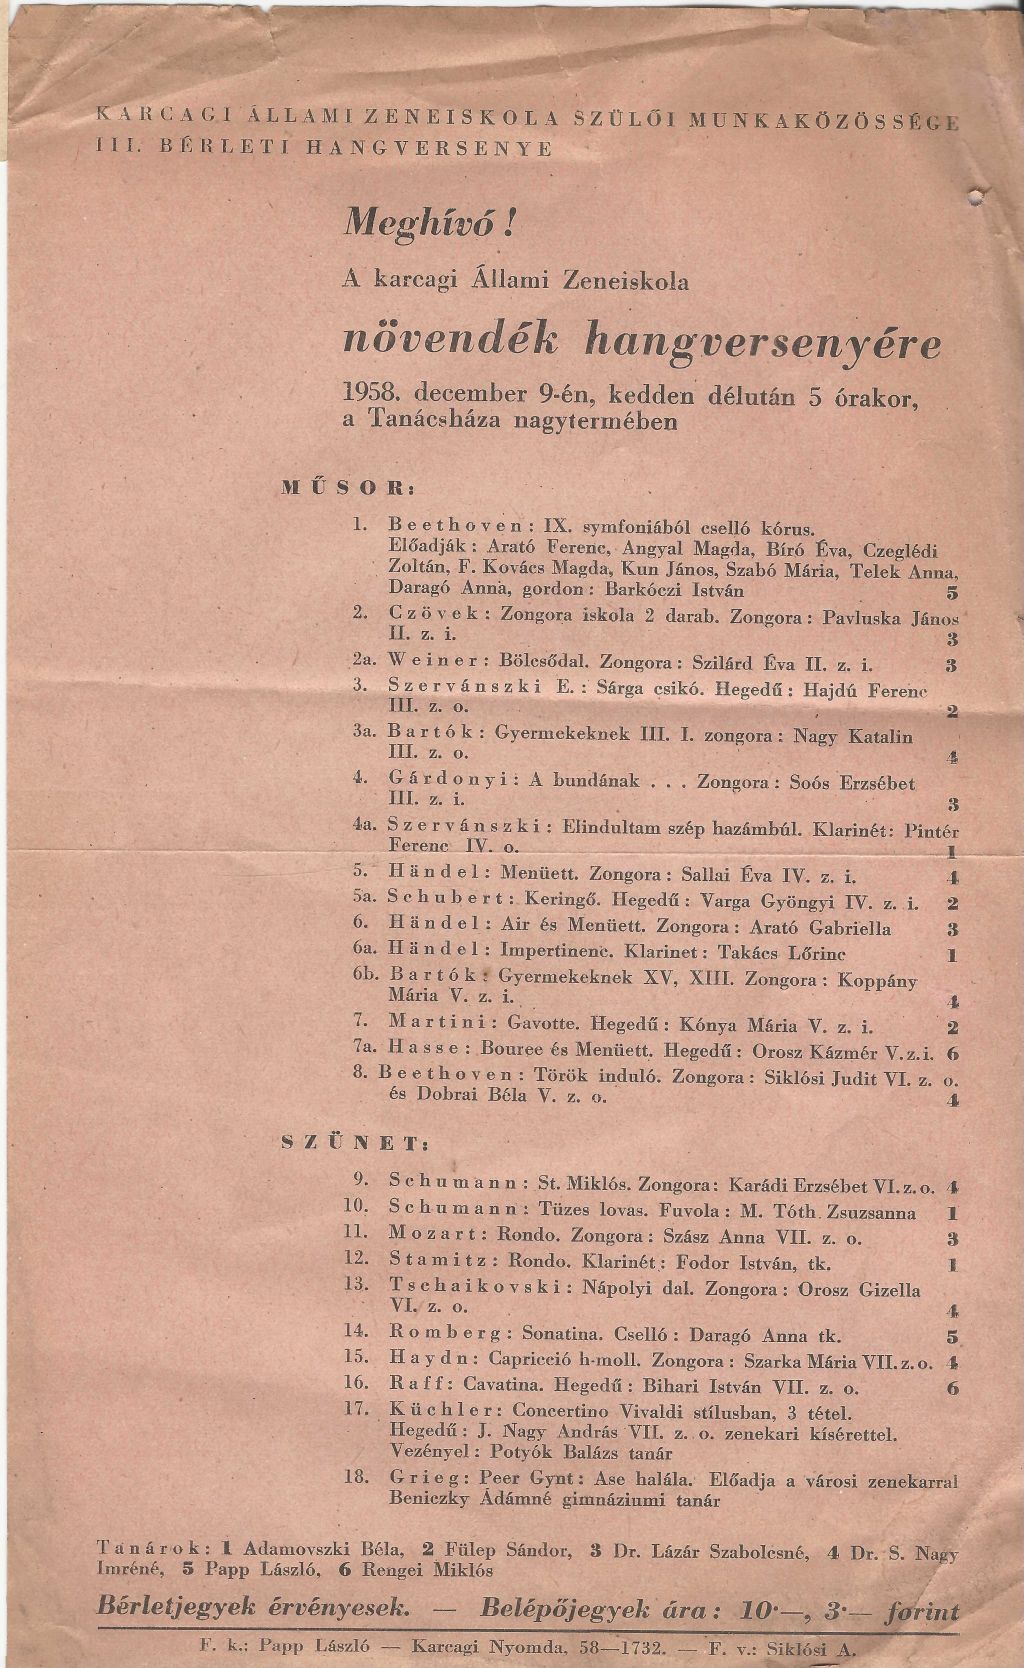 KARCAGI ÁLLAMI ZENEISKOLA SZÜLŐI MUNKAKÖZÖSSÉGE
III. BÉRLETI HANGVERSENYE
Meghívó!
A karcagi Állami Zeneiskola
növendék hangversenyére
1958. december 9-én, kedden délután 5 órakor,
a Tanácsháza nagytermében
MŰSOR:
1. Beethoven: IX. symfoniából cselló kórus.
Előadják: Arató Ferenc, Angyal Magda, Bíró Éva, Czeglédi
Zoltán, F. Kovács Magda, Kun János, Szabó Mária, Telek Anna,
Daragó Anna, gordon: Barkóczi István 5
2. Czövek: Zongora iskola 2 darab. Zongora: Pavluska János
II. z. i. 3
2a. Weiner: Bölcsődal. Zongora: Szilárd Éva II. z. i. 3
3. Szervánszki E.: Sárga csikó. Hegedű: Hajdú Ferenc
III. z. o. 2
3a. Bartók: Gyermekeknek III. I. zongora: Nagy Katalin
III. z. o. 4
4. Gárdonyi: A bundának . . . Zongora: Soós Erzsébet
III. z. i. 3
4a. Szervánszki: Elindultam szép hazámbúl. Klarinét: Pintér
Ferenc IV. o. 1
5. Händel: Menüett. Zongora: Sallai Éva IV. z. i. 4
5a. Schubert: Keringő. Hegedű: Varga Gyöngyi IV. z. i. 2
6. Händel: Air és Menüett. Zongora: Arató Gabriella 3
6a. Händel: Impertinenc. Klarinet: Takács Lőrinc 1
6b. Bartók: Gyermekeknek XV, XIII. Zongora: Koppány
Mária V. z. i. 4
7. Martini: Gavotte. Hegedű: Kónya Mária V. z. i. 2
7a. Hasse: Bouree és Menüett. Hegedű: Orosz Kázmér V.z.i. 6
8. Beethoven: Török induló. Zongora: Siklósi Judit VI. z. o.
és Dobrai Béla V. z. o. 4
SZÜNET:
9. Schumann: St. Miklós. Zongora: Karádi Erzsébet VI.z.o. 4
10. Schumann: Tüzes lovas. Fuvola: M. Tóth Zsuzsanna 1
11. Mozart: Rondo. Zongora: Szász Anna VII. z. o. 3
12. Stamitz: Rondo. Klarinét: Fodor István, tk. 1
13. Tschaikovski: Nápolyi dal. Zongora: Orosz Gizella
VI. z. o. 4
14. Romberg: Sonatina. Cselló: Daragó Anna tk. 5
15. Haydn: Capricció h-moll. Zongora: Szarka Mária VII.z.o. 4
16. Raff: Cavatina. Hegedű: Bihari István VII. z. o. 6
17. Küchler: Concertino Vivaldi stílusban, 3 tétel.
Hegedű: J. Nagy András VII. z. o. zenekari kísérettel.
Vezényel: Potyók Balázs tanár
18. Grieg: Peer Gynt: Ase halála. Előadja a városi zenekarral
Beniczky Ádámné gimnáziumi tanár
Tanárok: 1 Adamovszki Béla, 2 Fülep Sándor, 3 Dr. Lázár Szabolcsné, 4 Dr. S. Nagy
Imréné, 5 Papp László, 6 Rengei Miklós
Bérletjegyek érvényesek. — Belépőjegyek ára: 10·—, 3·— forint
F. k.: Papp László — Karcagi Nyomda, 58—1732. — F. v.: Siklósi A.